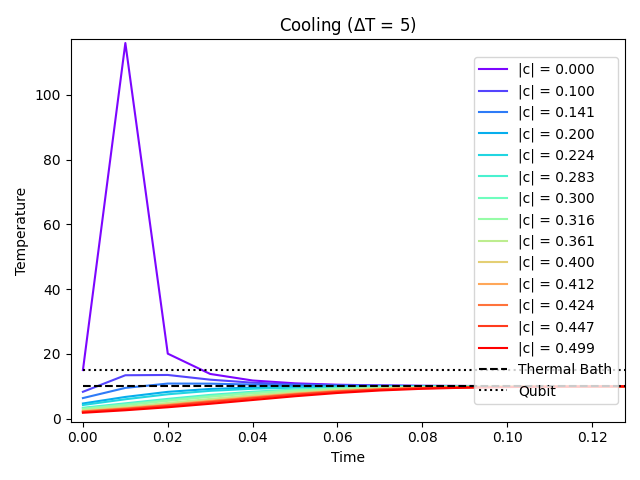 Cooling (ΔT = 5)
Temperature
100
80
60
40
20
0
0.00
0.02
0.04
0.06
0.08
0.10
0.12
Time
|c| = 0.000
|c| = 0.100
|c| = 0.141
|c| = 0.200
|c| = 0.224
|c| = 0.283
|c| = 0.300
|c| = 0.316
|c| = 0.361
|c| = 0.400
|c| = 0.412
|c| = 0.424
|c| = 0.447
|c| = 0.499
Thermal Bath
Qubit